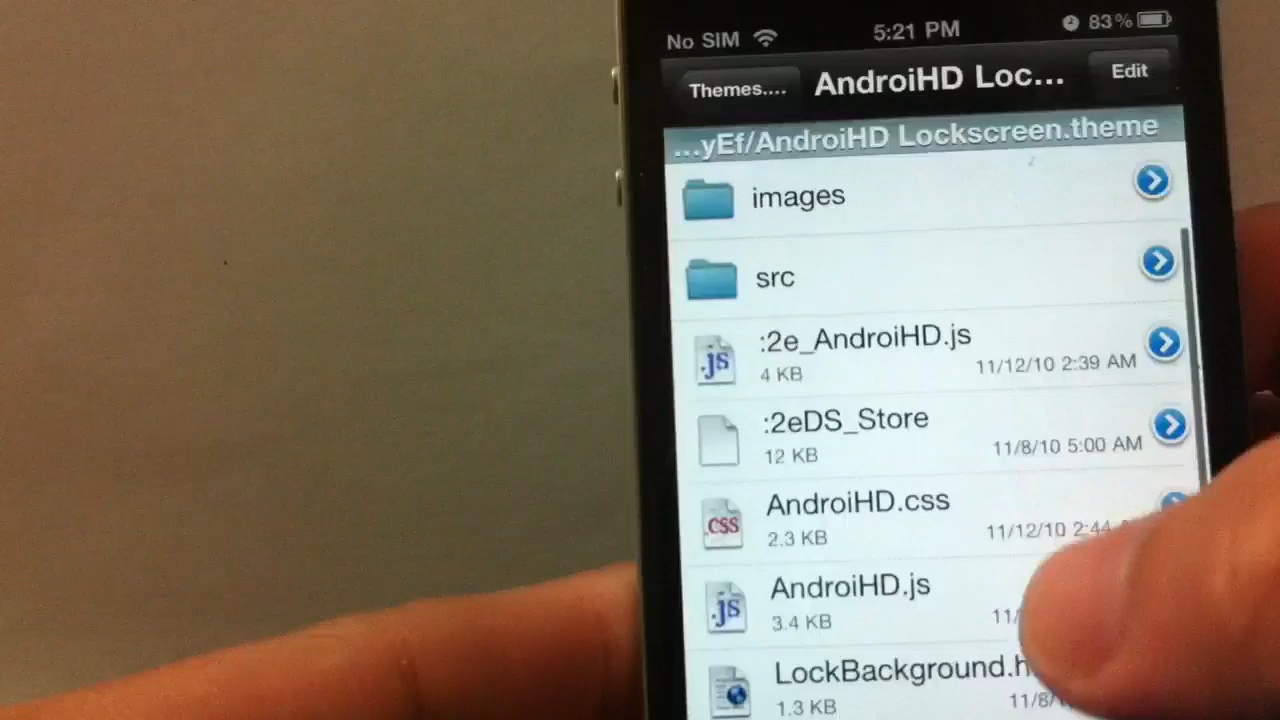 No SIM 5:21 PM 83%
Themes.... AndroiHD Loc... Edit
...yEf/AndroiHD Lockscreen.theme
images
src
:2e_AndroiHD.js
.js
4 KB 11/12/10 2:39 AM
:2eDS_Store
12 KB 11/8/10 5:00 AM
AndroiHD.css
.css
2.3 KB 11/12/10 2:44
AndroiHD.js
.js
3.4 KB 11/
LockBackground.h
1.3 KB 11/8/